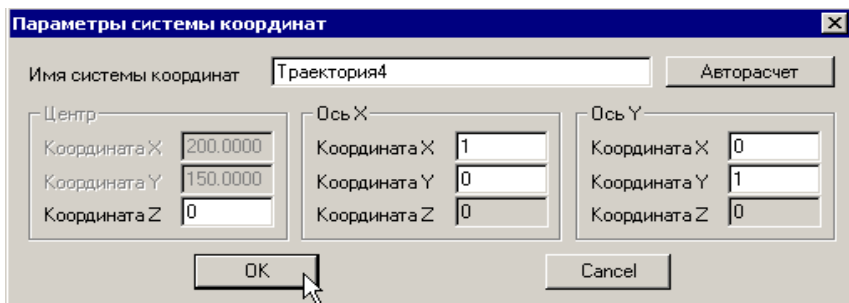 Параметры системы координат
Имя системы координат Траектория4 Авторасчет
Центр Ось X Ось Y
Координата X 200.0000 Координата X 1 Координата X 0
Координата Y 150.0000 Координата Y 0 Координата Y 1
Координата Z 0 Координата Z 0 Координата Z 0
OK Cancel